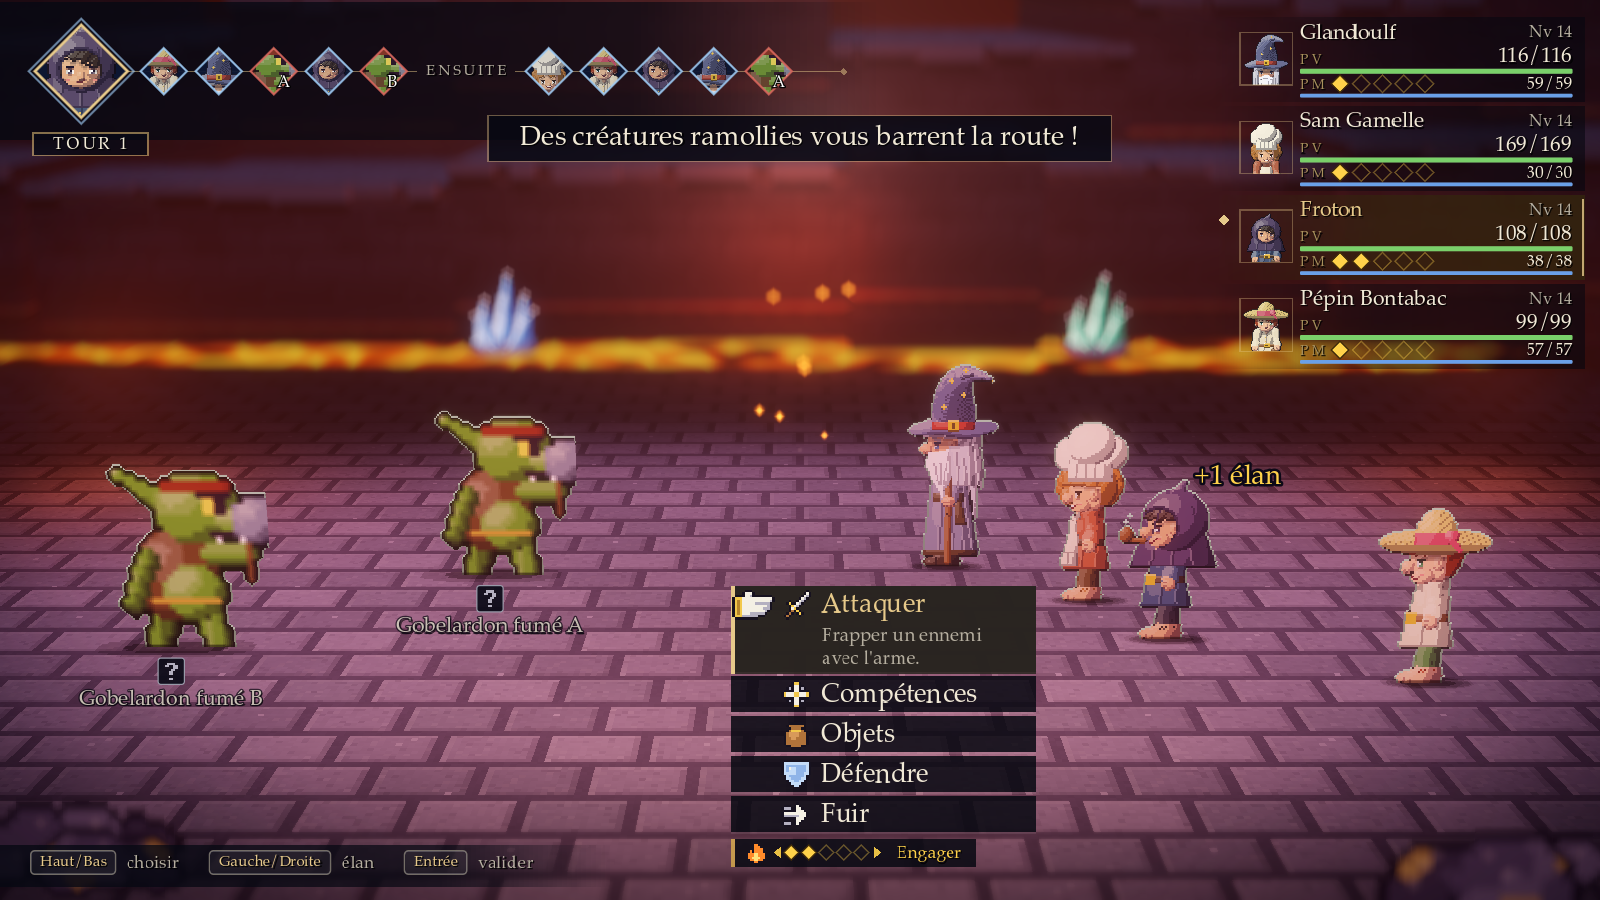 A
B
ENSUITE
A
TOUR 1
Des créatures ramollies vous barrent la route !
Glandoulf Nv 14
PV 116/116
PM 59/59
Sam Gamelle Nv 14
PV 169/169
PM 30/30
Froton Nv 14
PV 108/108
PM 38/38
Pépin Bontabac Nv 14
PV 99/99
PM 57/57
+1 élan
?
Gobelardon fumé A
?
Gobelardon fumé B
Attaquer
Frapper un ennemi
avec l'arme.
Compétences
Objets
Défendre
Fuir
Engager
Haut/Bas choisir Gauche/Droite élan Entrée valider